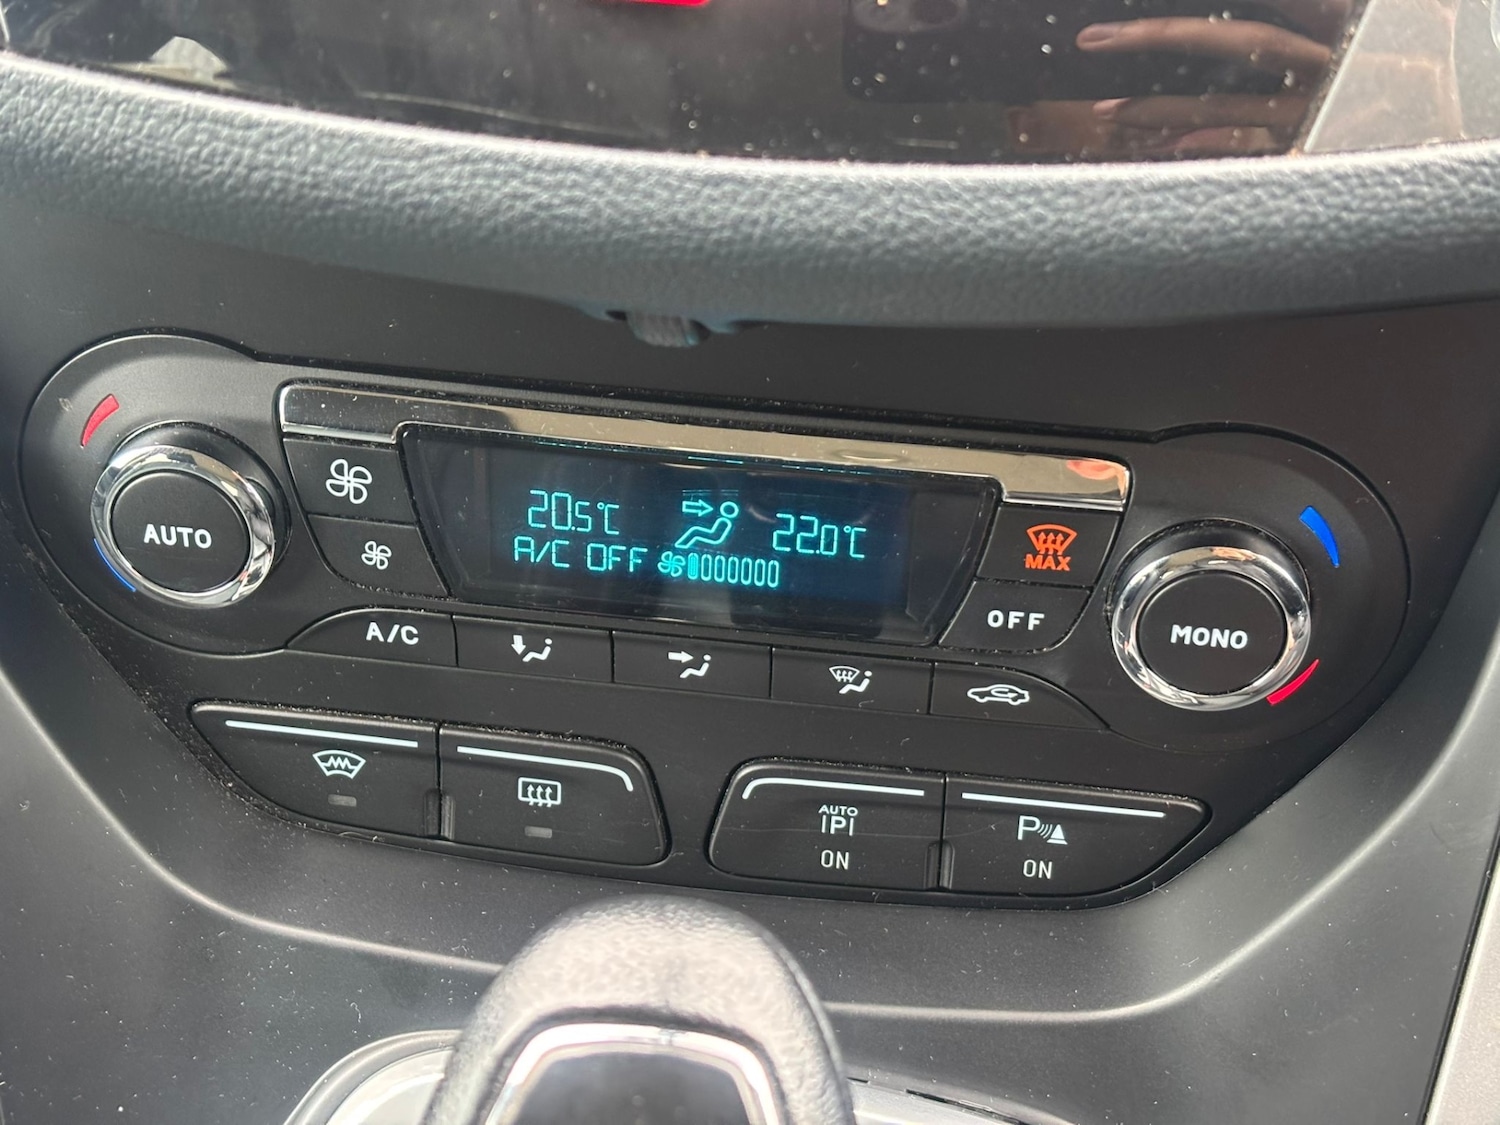 AUTO
20.5°C 22.0°C
A/C OFF
MAX
OFF
MONO
A/C
AUTO
P
ON
P
ON